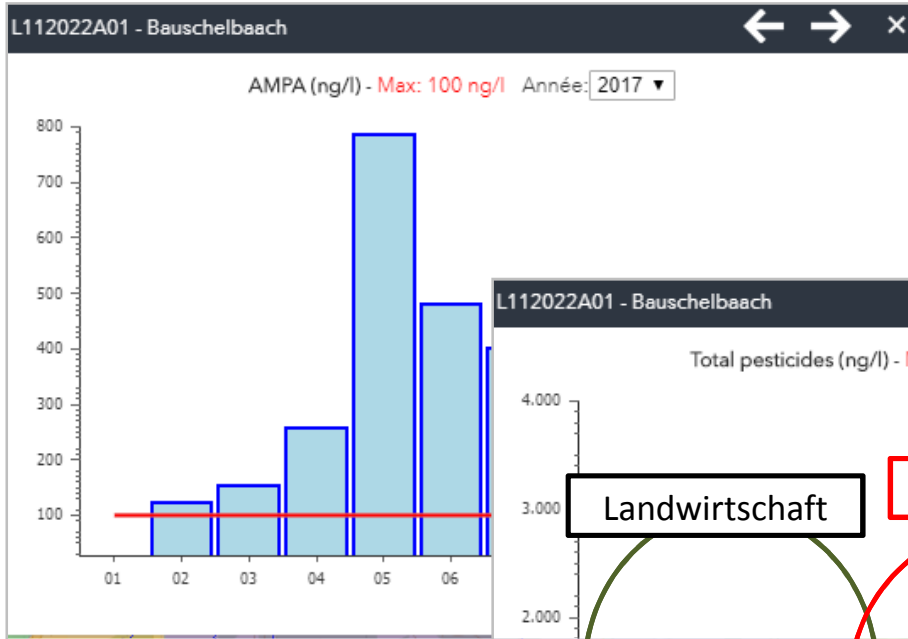 L112022A01 - Bauschelbaach
AMPA (ng/l) - Max: 100 ng/l Année: 2017
800
700
600
500
400
300
200
100
01 02 03 04 05 06
L112022A01 - Bauschelbaach
Total pesticides (ng/l) -
4.000
3.000
2.000
Landwirtschaft